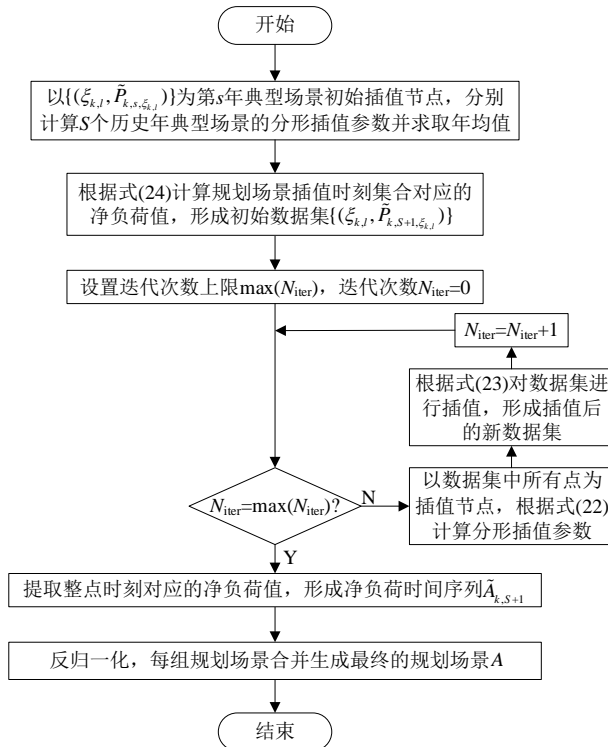 开始
以{(ξk,l, P̃k,s,ξk,l)}为第s年典型场景初始插值节点，分别
计算S个历史年典型场景的分形插值参数并求取年均值
根据式(24)计算规划场景插值时刻集合对应的
净负荷值，形成初始数据集{(ξk,l, P̃k,S+1,ξk,l)}
设置迭代次数上限max(Niter)，迭代次数Niter=0
Niter=Niter+1
根据式(23)对数据集进
行插值，形成插值后
的新数据集
以数据集中所有点为
插值节点，根据式(22)
计算分形插值参数
Niter=max(Niter)?
N
Y
提取整点时刻对应的净负荷值，形成净负荷时间序列Ãk,S+1
反归一化，每组规划场景合并生成最终的规划场景A
结束